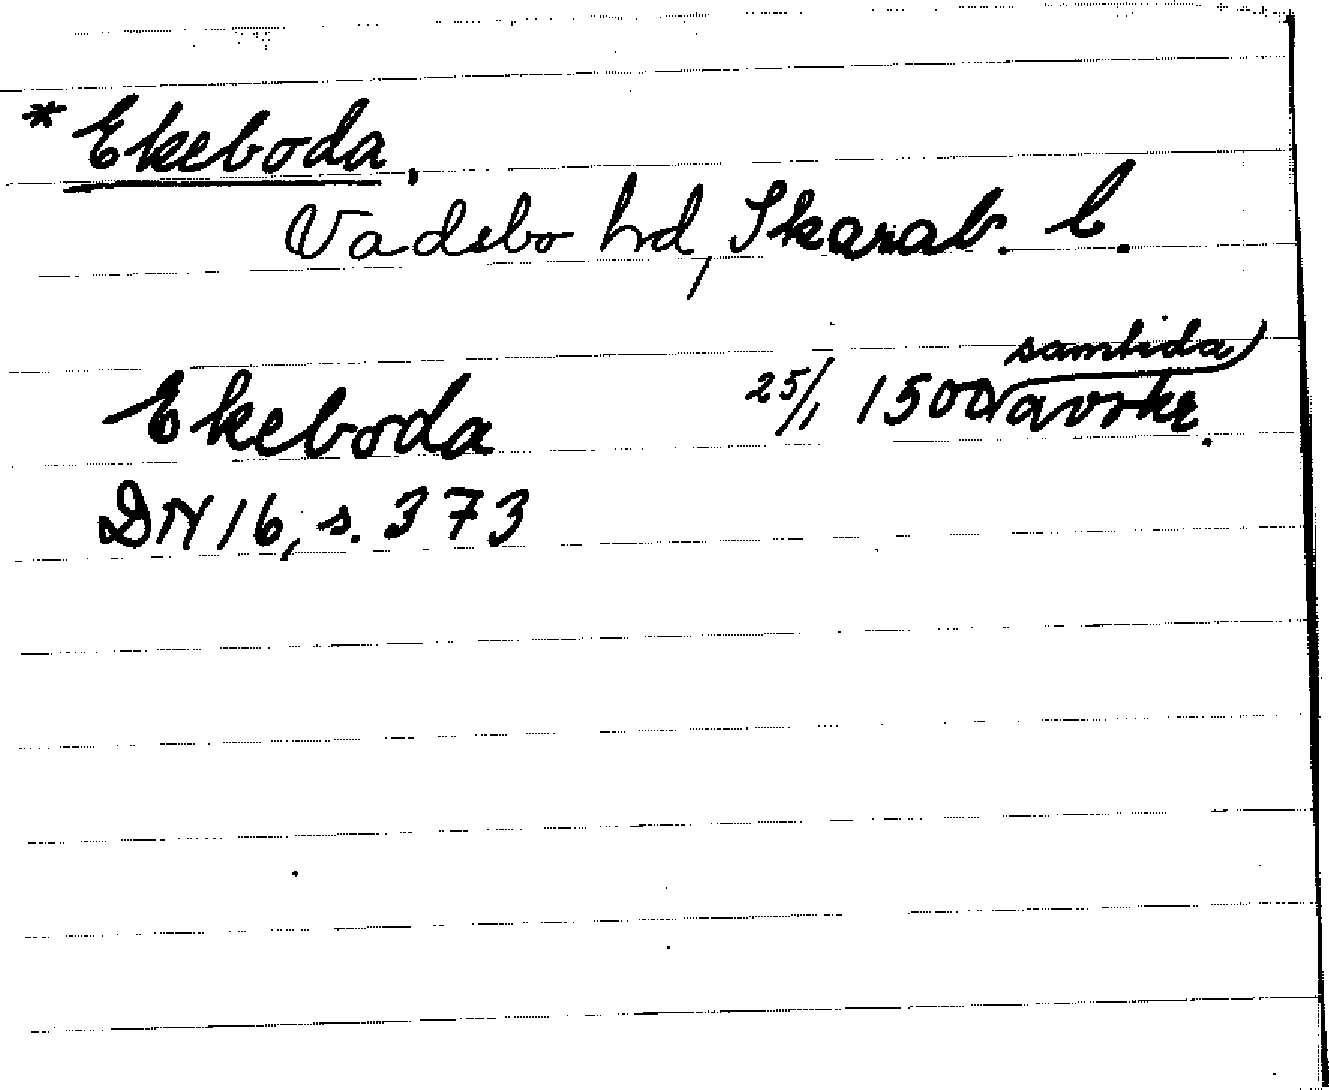 * Ekeboda.
Vadsbo hd, Skarab. l.
Ekeboda 25/1 1500 samtida avskr.
DN 16, s. 373